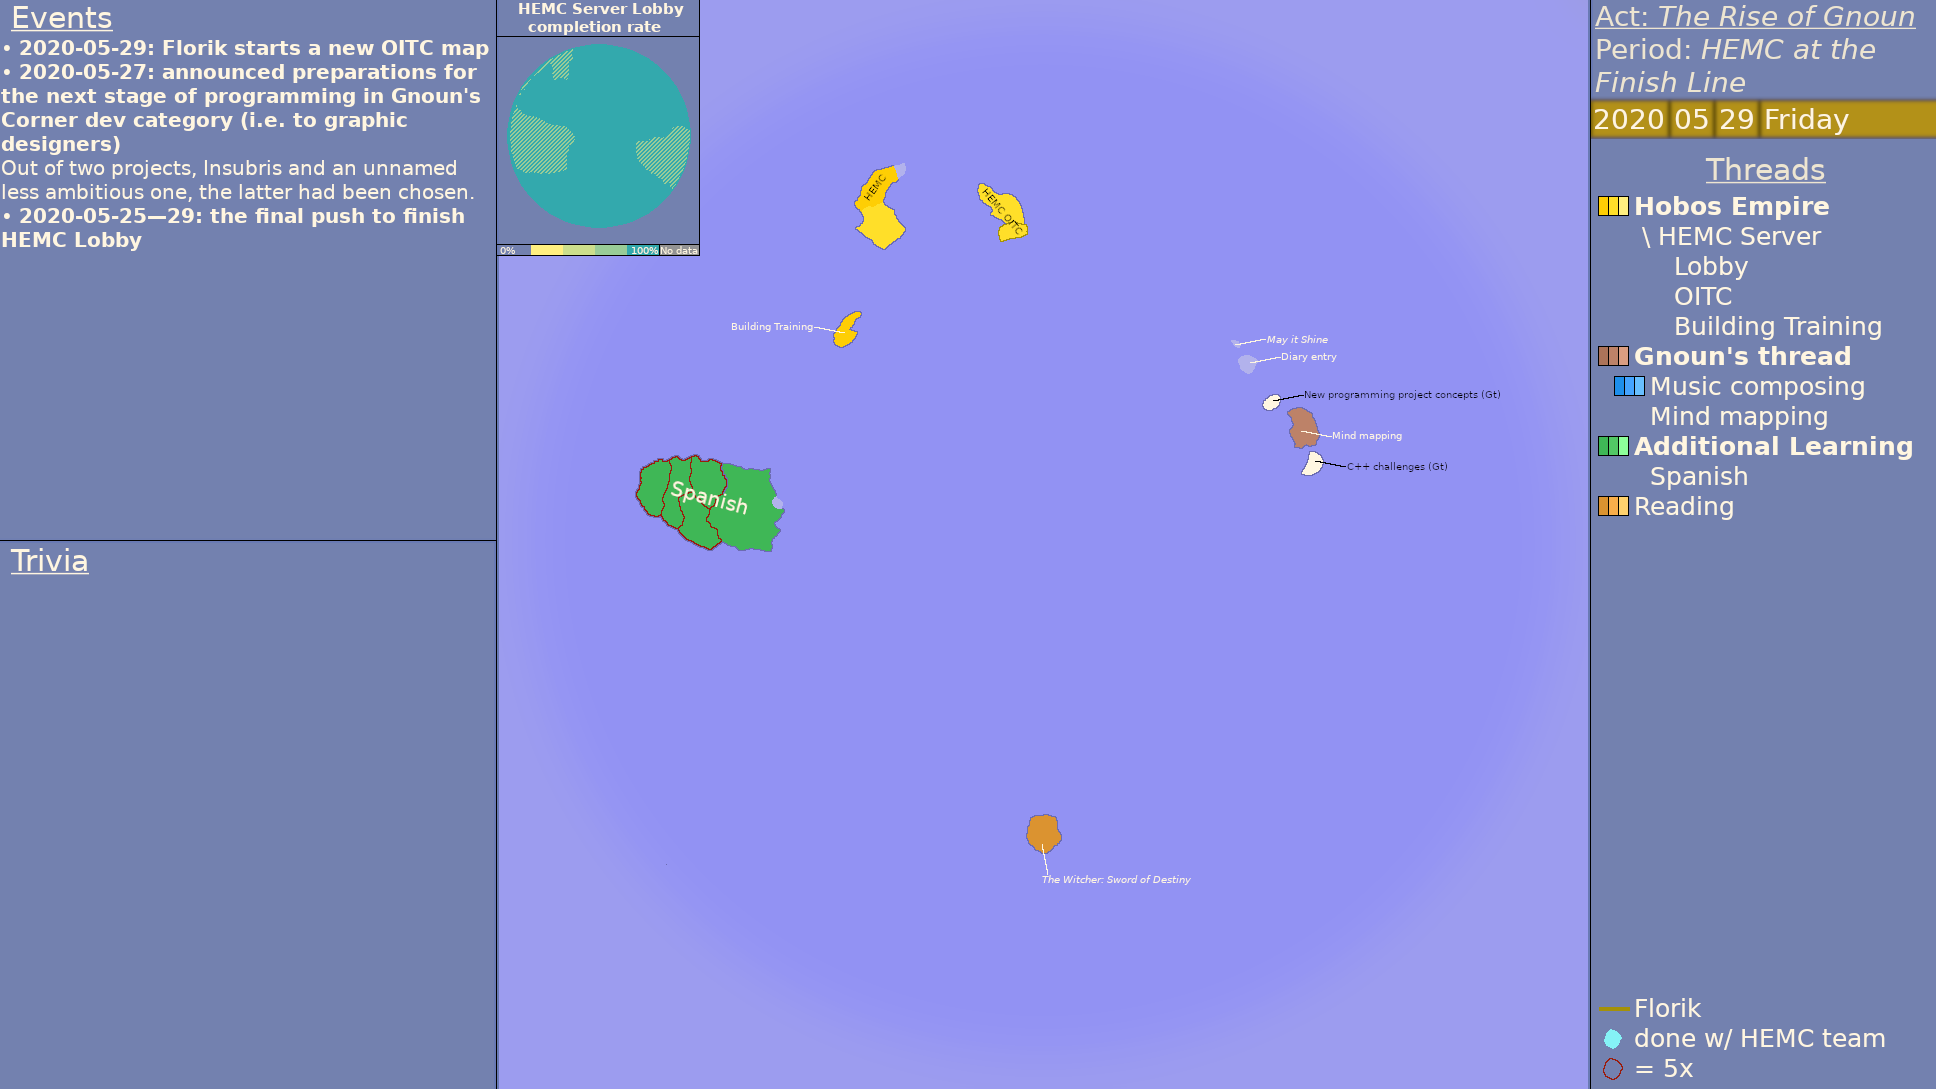 Events
• 2020-05-29: Florik starts a new OITC map
• 2020-05-27: announced preparations for
the next stage of programming in Gnoun's
Corner dev category (i.e. to graphic
designers)
Out of two projects, Insubris and an unnamed
less ambitious one, the latter had been chosen.
• 2020-05-25—29: the final push to finish
HEMC Lobby
Trivia
HEMC Server Lobby
completion rate
0% 100% No data
HEMC
HEMC OITC
Building Training
May it Shine
Diary entry
New programming project concepts (Gt)
Mind mapping
C++ challenges (Gt)
Spanish
The Witcher: Sword of Destiny
Act: The Rise of Gnoun
Period: HEMC at the
Finish Line
2020 05 29 Friday
Threads
Hobos Empire
\ HEMC Server
Lobby
OITC
Building Training
Gnoun's thread
Music composing
Mind mapping
Additional Learning
Spanish
Reading
Florik
done w/ HEMC team
= 5x